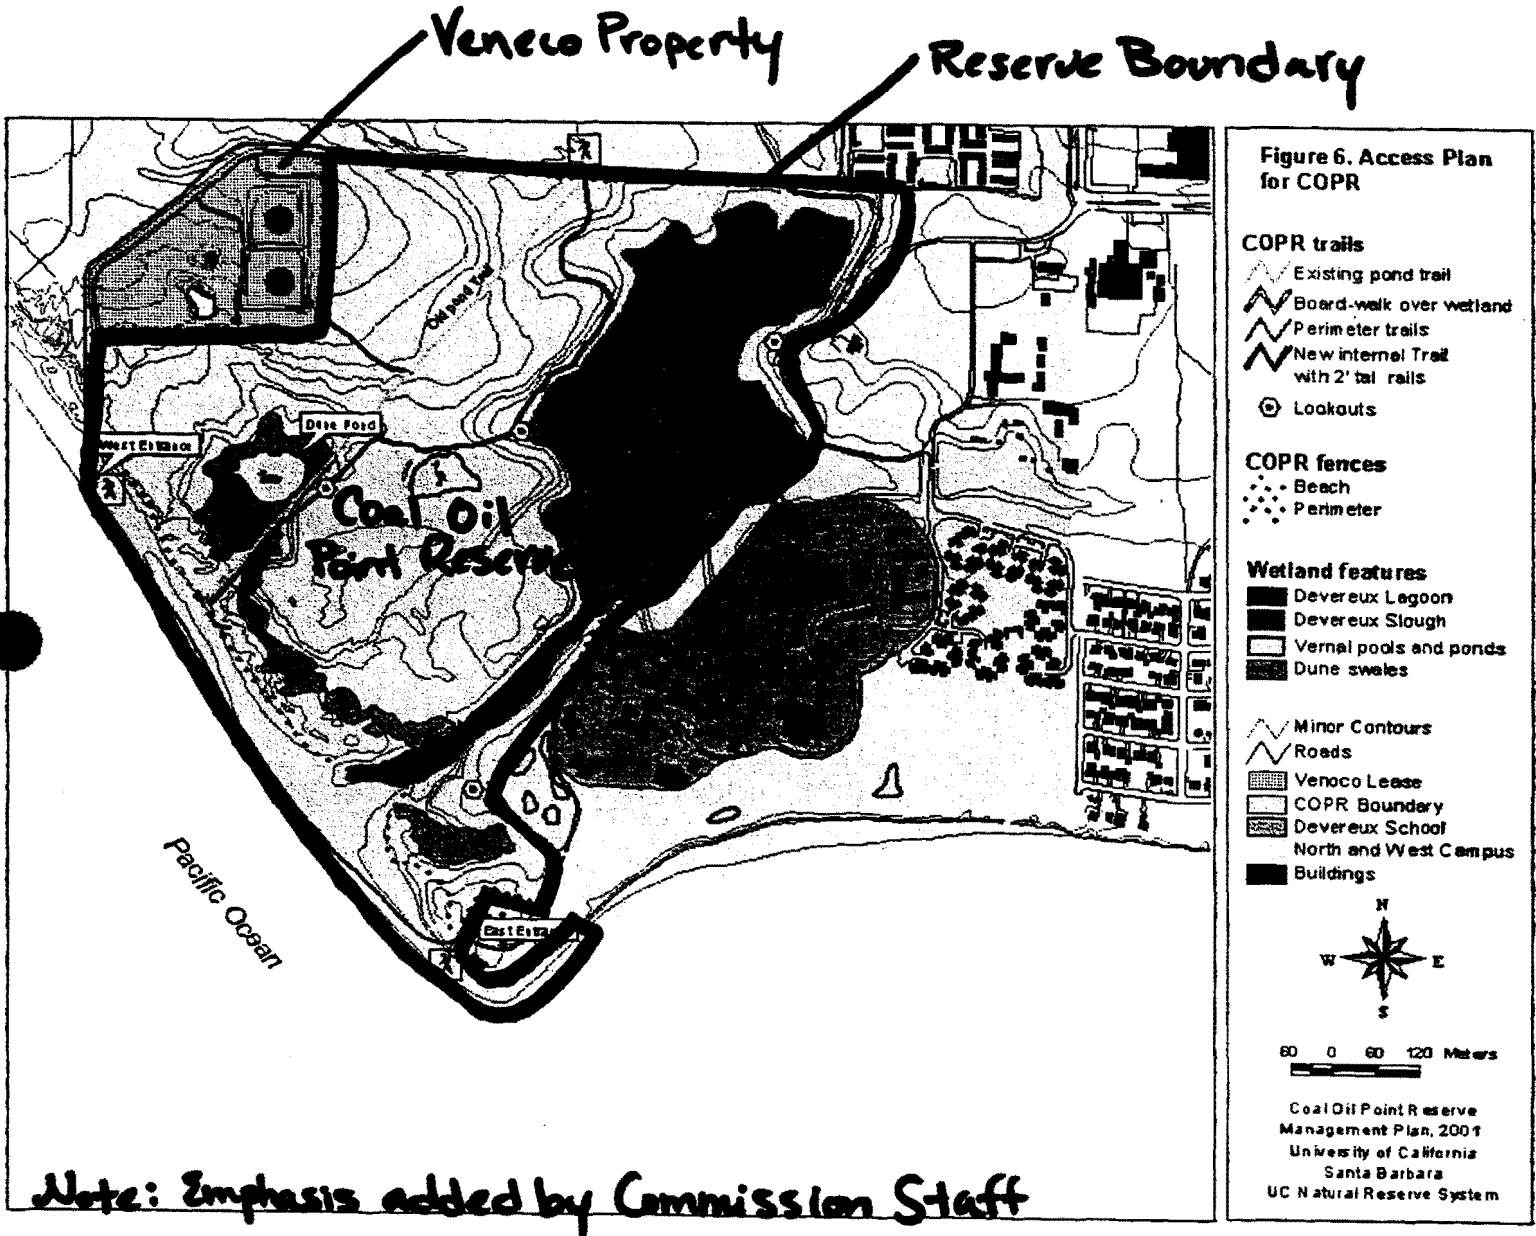 Veneco Property
Reserve Boundary
Figure 6. Access Plan
for COPR
COPR trails
Existing pond trail
Board-walk over wetland
Perimeter trails
New internal Trail
with 2' tal rails
Lookouts
COPR fences
Beach
Perimeter
Wetland features
Devereux Lagoon
Devereux Slough
Vernal pools and ponds
Dune swales
Minor Contours
Roads
Venoco Lease
COPR Boundary
Devereux School
North and West Campus
Buildings
N
W E
S
60 0 60 120 Meters
Coal Oil Point Reserve
Management Plan, 2001
University of California
Santa Barbara
UC Natural Reserve System
Old pond Trail
Dune Pond
West Entrance
Coal Oil
Point Reserve
East Entran
Pacific Ocean
Note: Emphasis added by Commission Staff